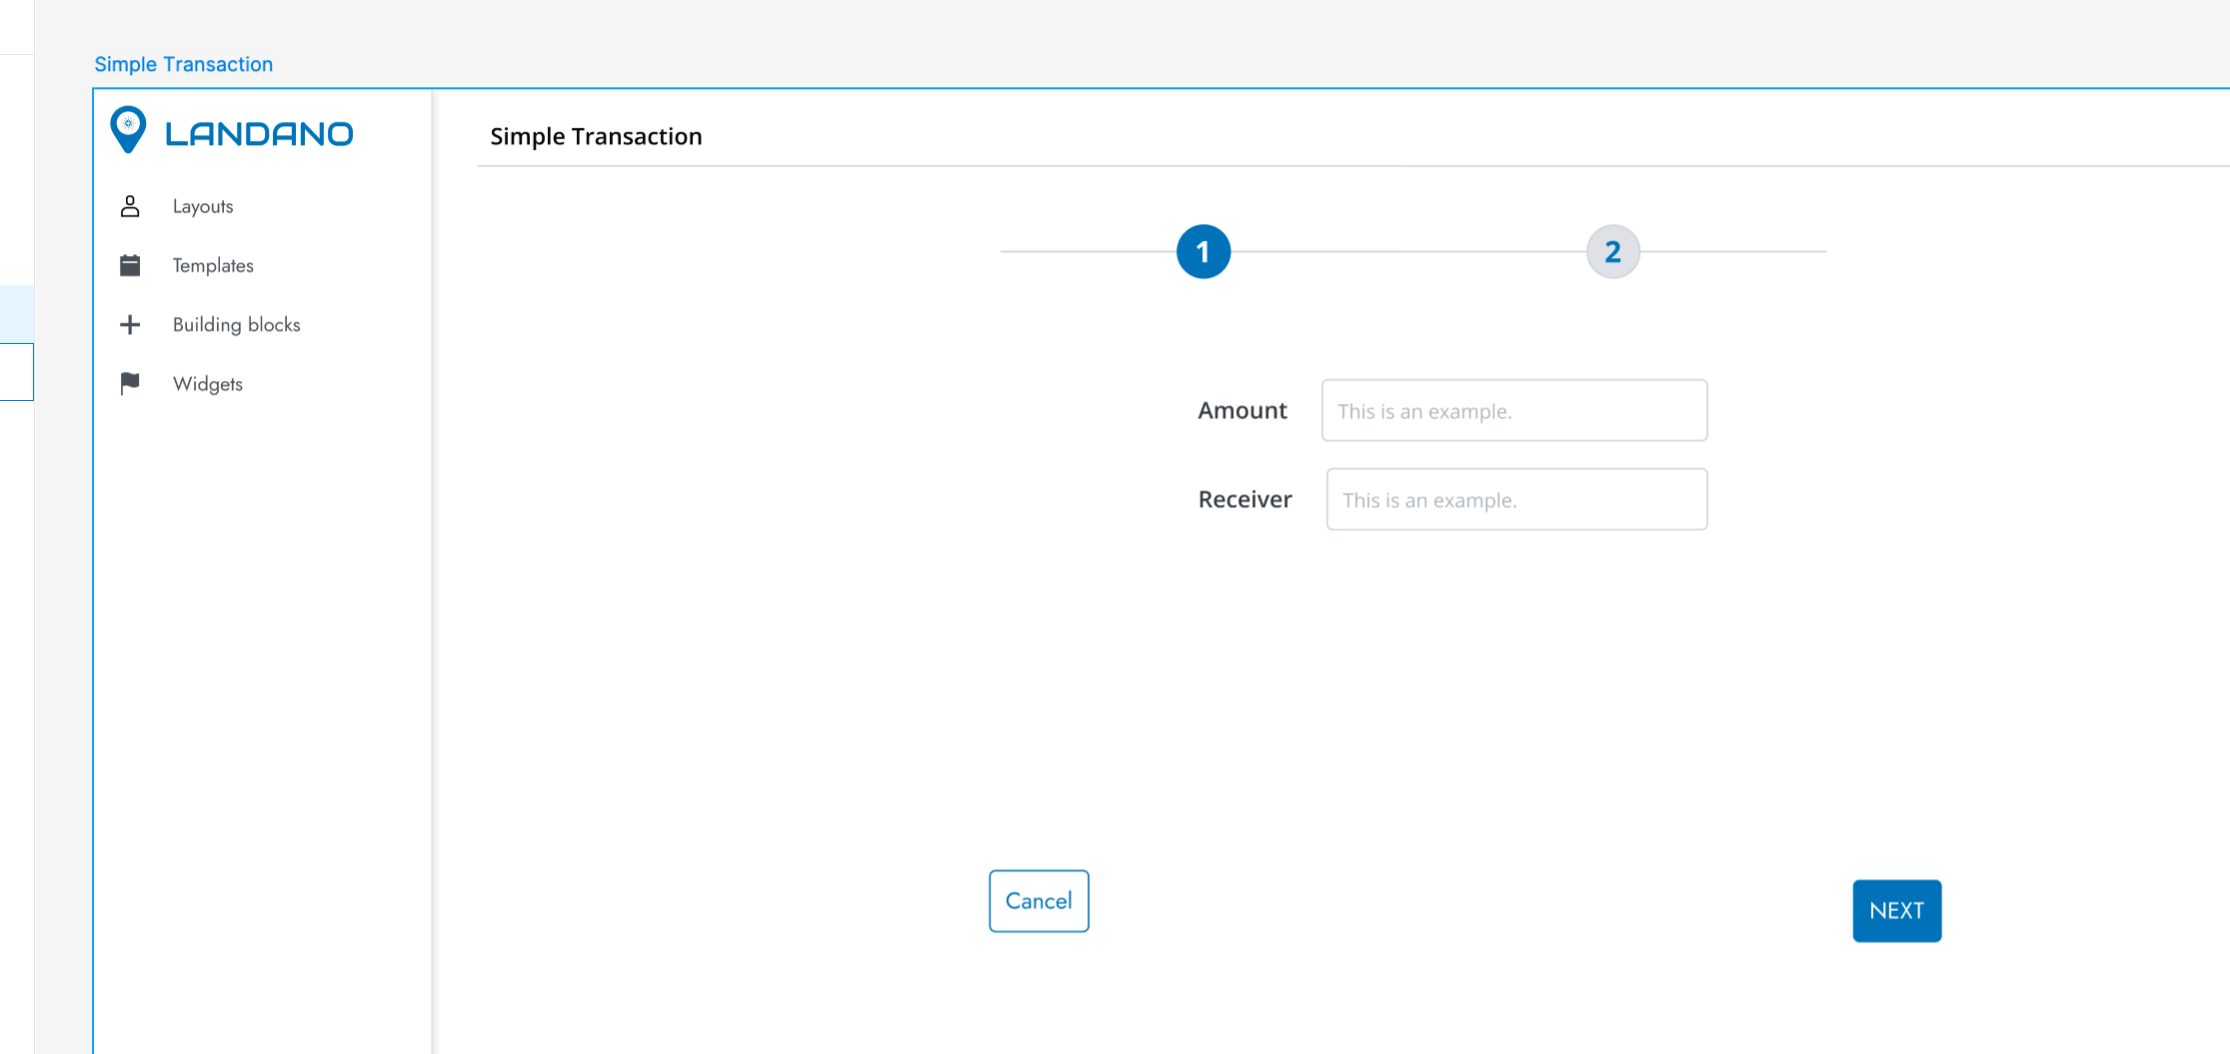 Simple Transaction
LANDANO
Simple Transaction
Layouts
Templates
Building blocks
Widgets
1
2
Amount This is an example.
Receiver This is an example.
Cancel
NEXT